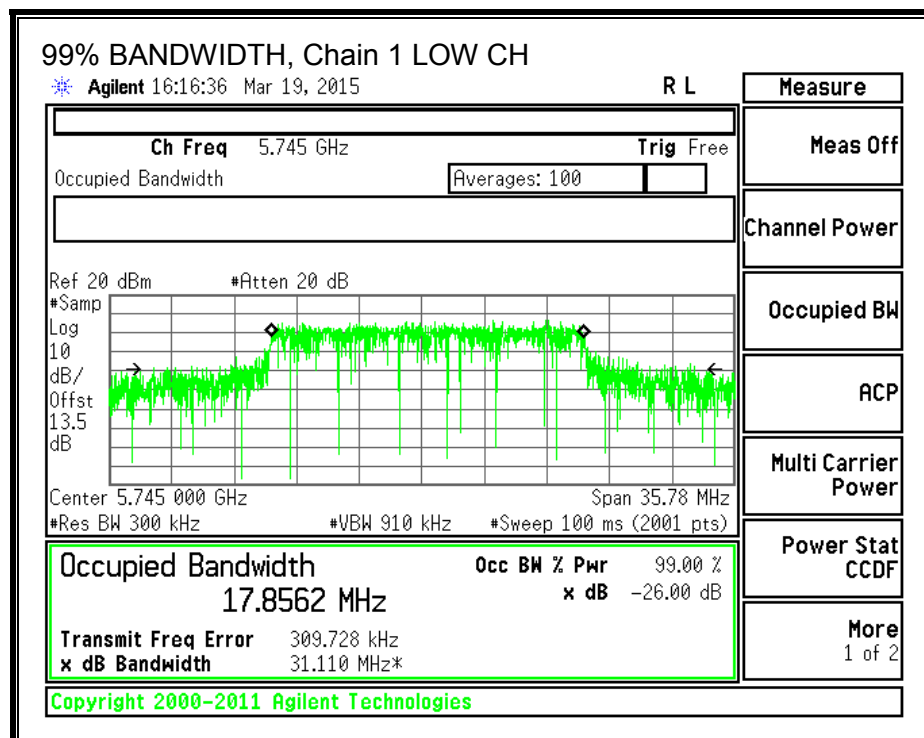 99% BANDWIDTH, Chain 1 LOW CH
Agilent 16:16:36 Mar 19, 2015 R L
Ch Freq 5.745 GHz Trig Free
Occupied Bandwidth Averages: 100
Ref 20 dBm #Atten 20 dB
#Samp
Log
10
dB/
Offst
13.5
dB
Center 5.745 000 GHz Span 35.78 MHz
#Res BW 300 kHz #VBW 910 kHz #Sweep 100 ms (2001 pts)
Occupied Bandwidth Occ BW % Pwr 99.00 %
17.8562 MHz x dB -26.00 dB
Transmit Freq Error 309.728 kHz
x dB Bandwidth 31.110 MHz*
Copyright 2000-2011 Agilent Technologies
Measure
Meas Off
Channel Power
Occupied BW
ACP
Multi Carrier
Power
Power Stat
CCDF
More
1 of 2